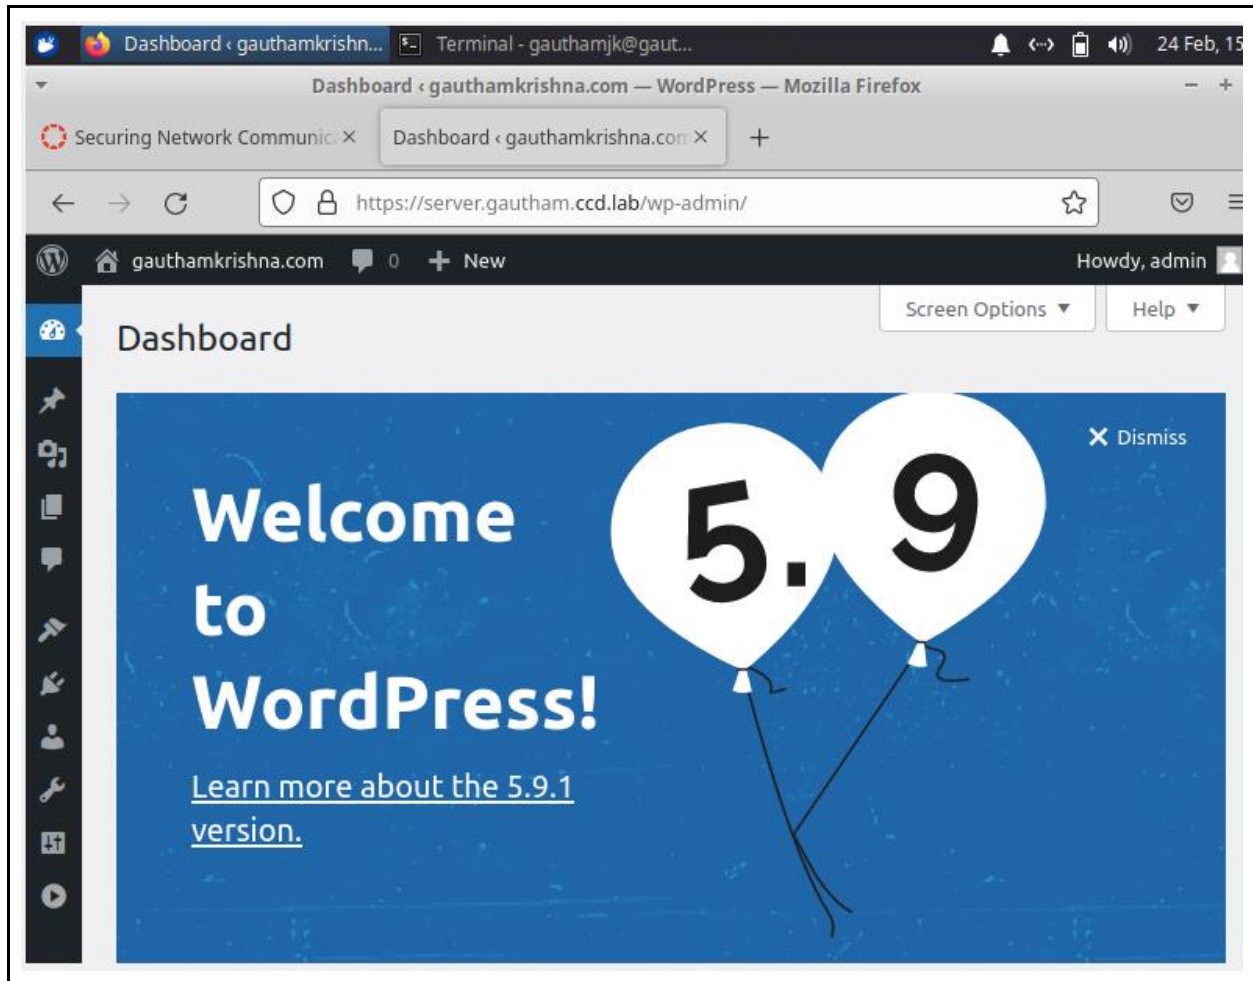 Dashboard ‹ gauthamkrishn... Terminal - gauthamjk@gaut... 24 Feb, 15
Dashboard ‹ gauthamkrishna.com — WordPress — Mozilla Firefox
Securing Network Communic Dashboard ‹ gauthamkrishna.com
https://server.gautham.ccd.lab/wp-admin/
gauthamkrishna.com 0 New Howdy, admin
Screen Options Help
Dashboard
Dismiss
5.9
Welcome
to
WordPress!
Learn more about the 5.9.1
version.